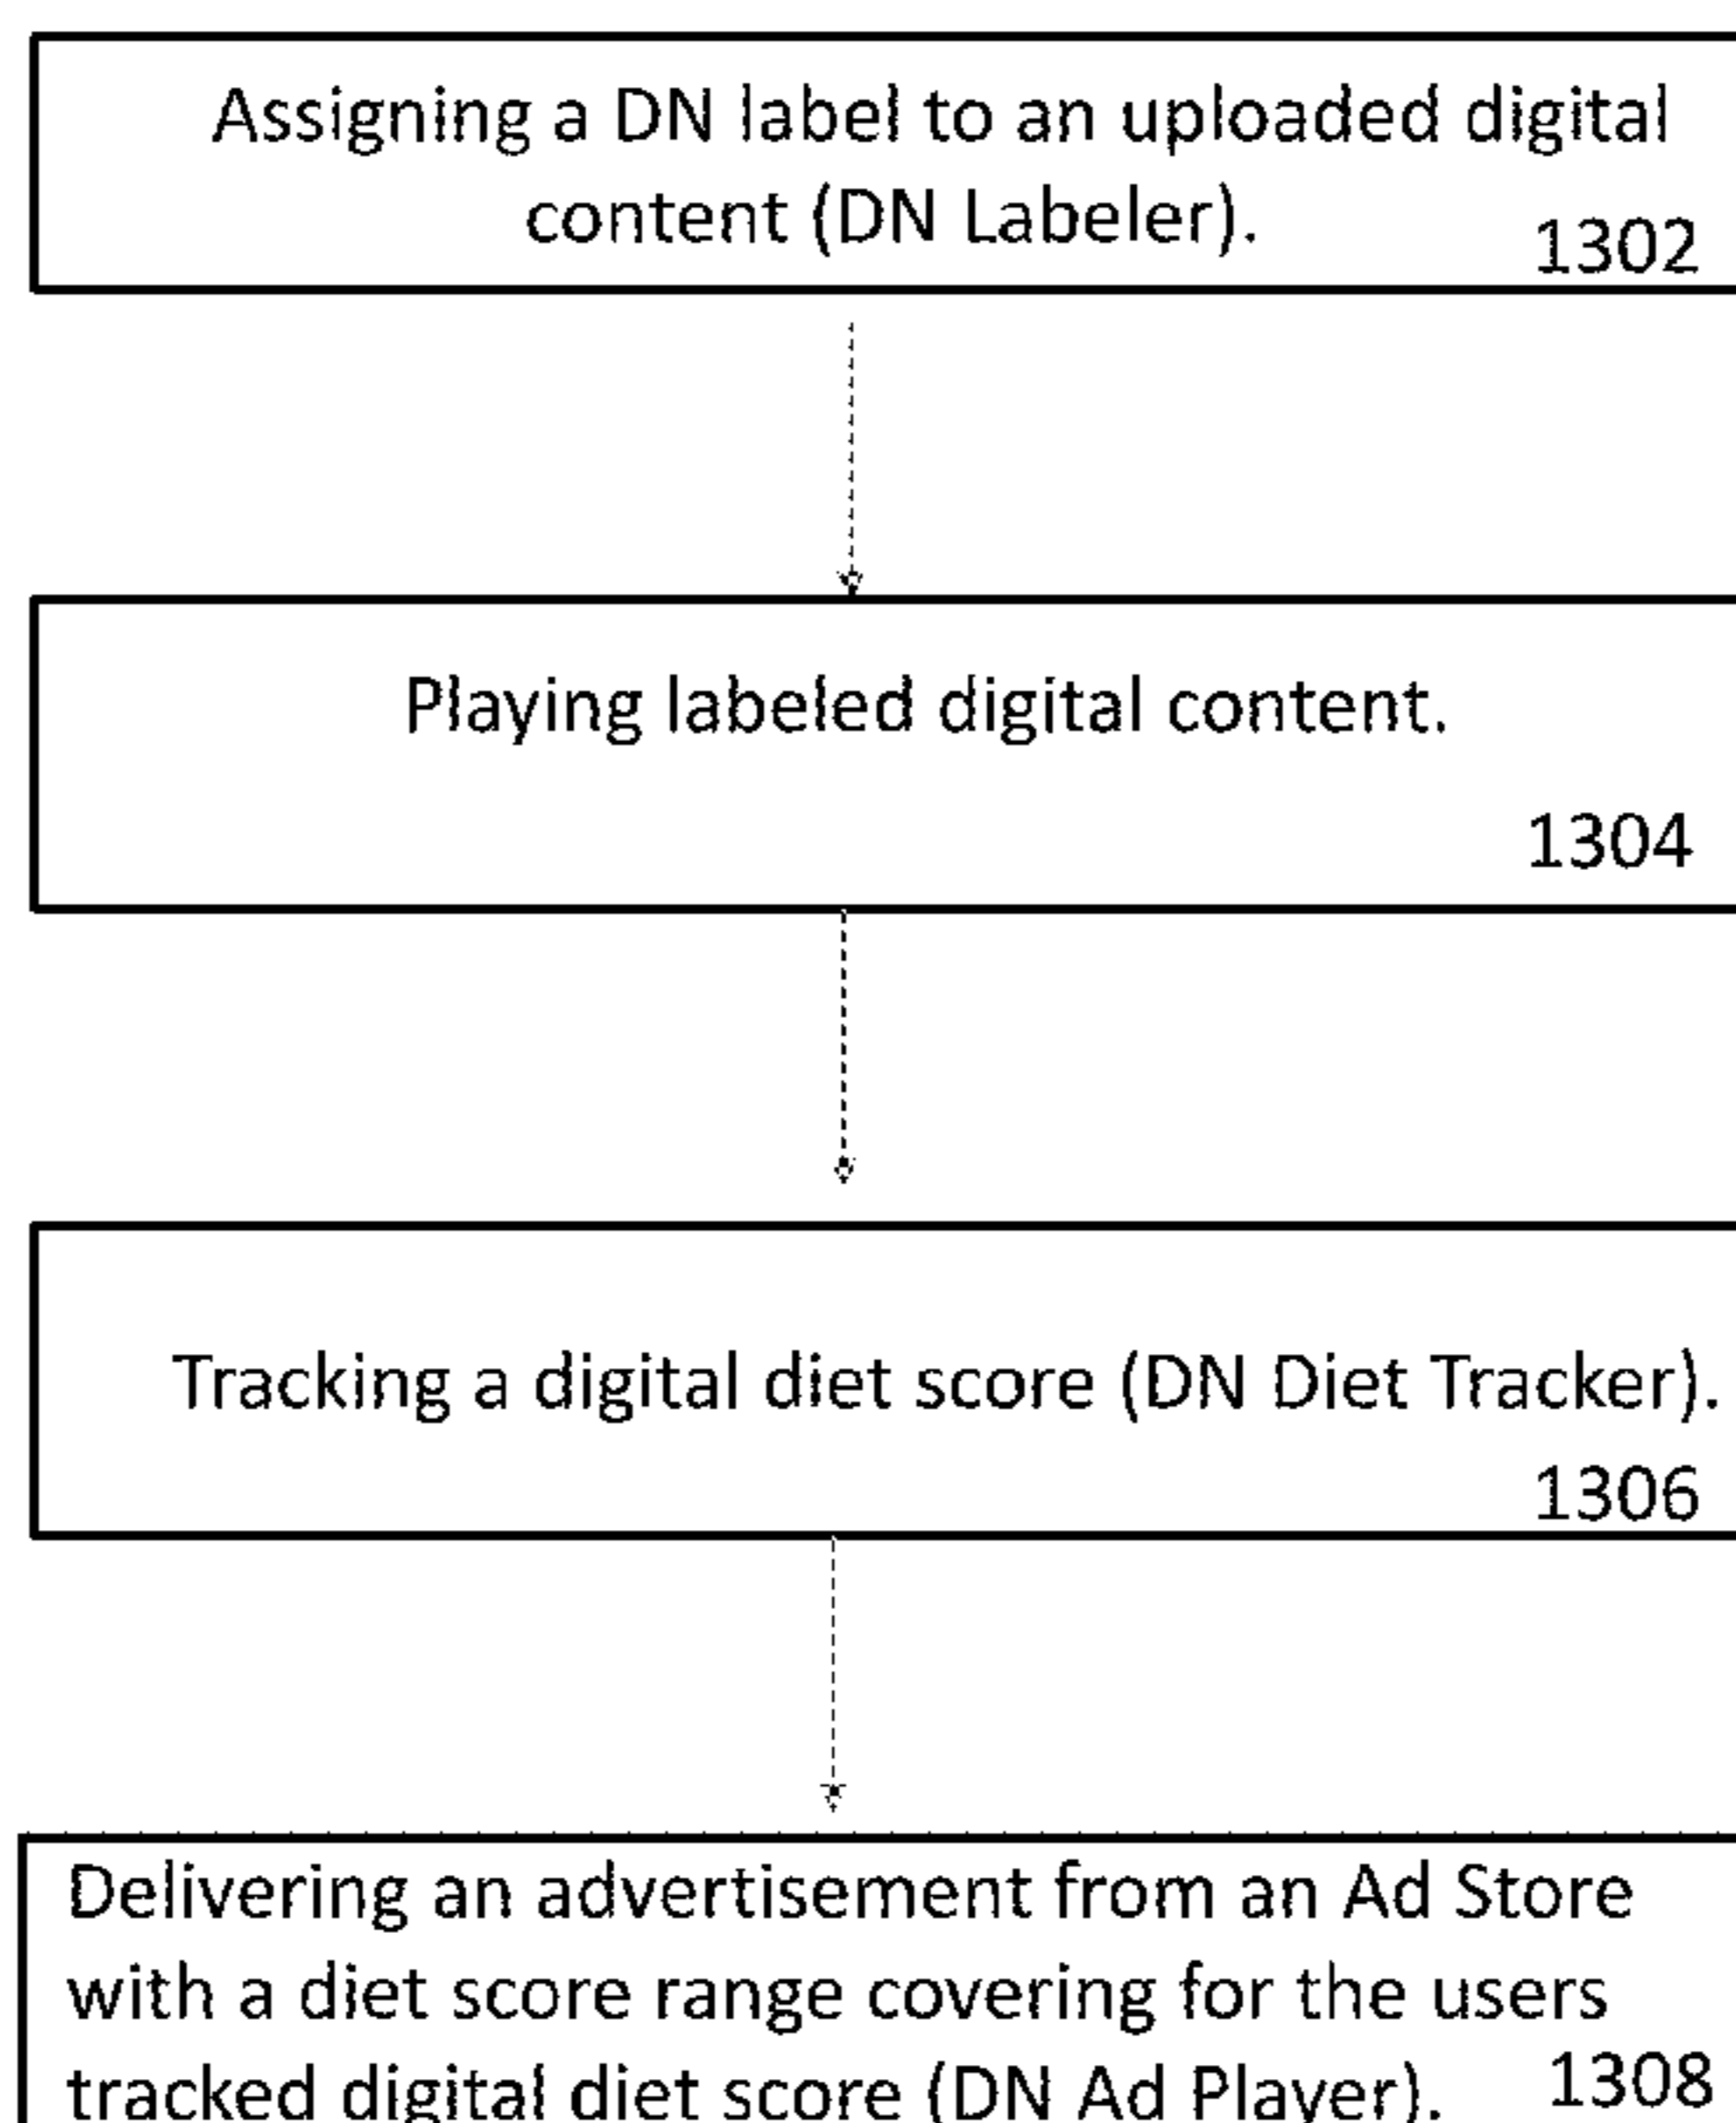 Assigning a DN label to an uploaded digital
content (DN Labeler).
1302
Playing labeled digital content.
1304
Tracking a digital diet score (DN Diet Tracker).
1306
Delivering an advertisement from an Ad Store
with a diet score range covering for the users
tracked digital diet score (DN Ad Player).
1308